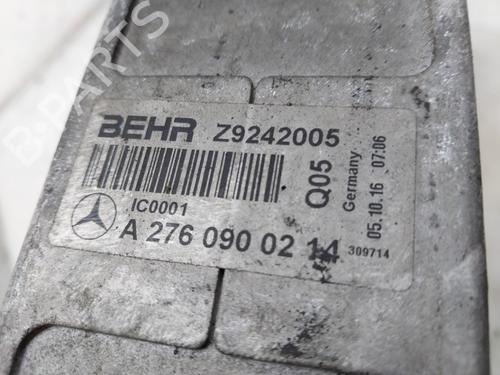 B-PARTS
BEHR Z9242005
IC0001
A 276 090 02 14
Q05
Germany
05.10.16 07:06
309714